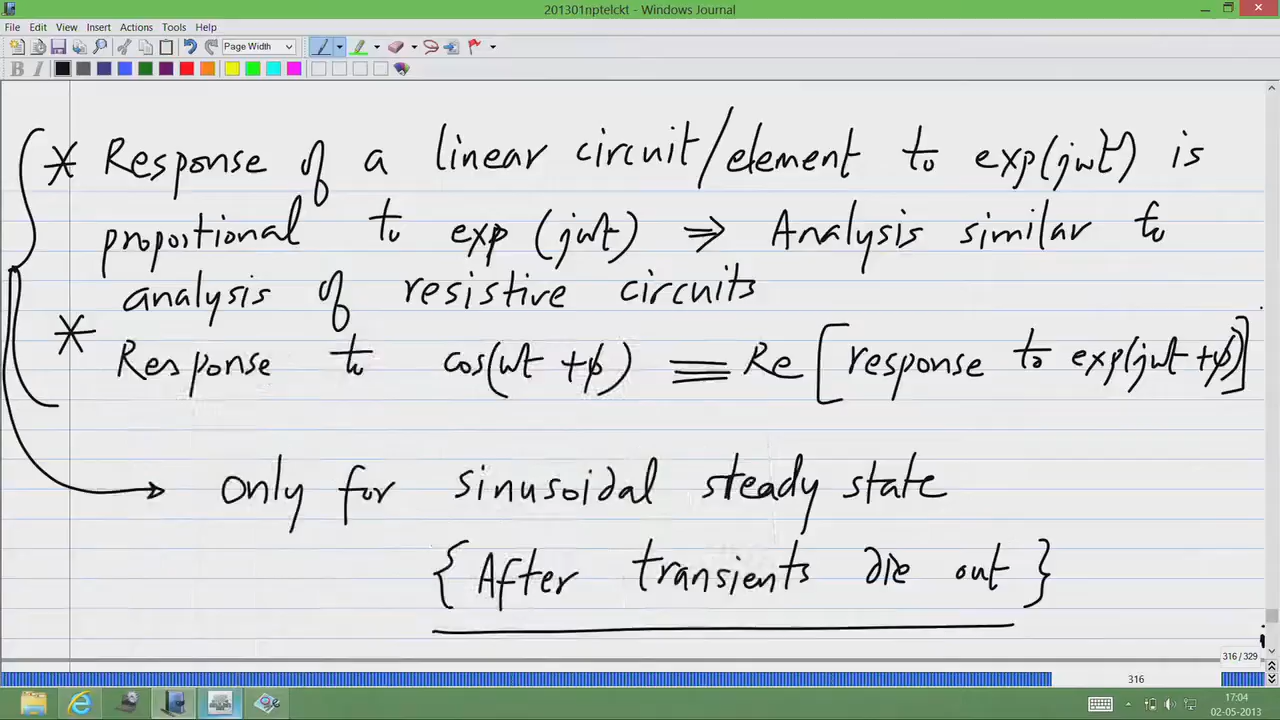 201301nptelckt - Windows Journal
File Edit View Insert Actions Tools Help
Page Width
B I
* Response of a linear circuit/element to exp(jωt) is
proportional to exp (jωt) ⇒ Analysis similar to
analysis of resistive circuits
* Response to cos(ωt +φ) ≡ Re [response to exp(jωt +φ)]
Only for sinusoidal steady state
{After transients die out}
316 / 329
316
17:04
02-05-2013